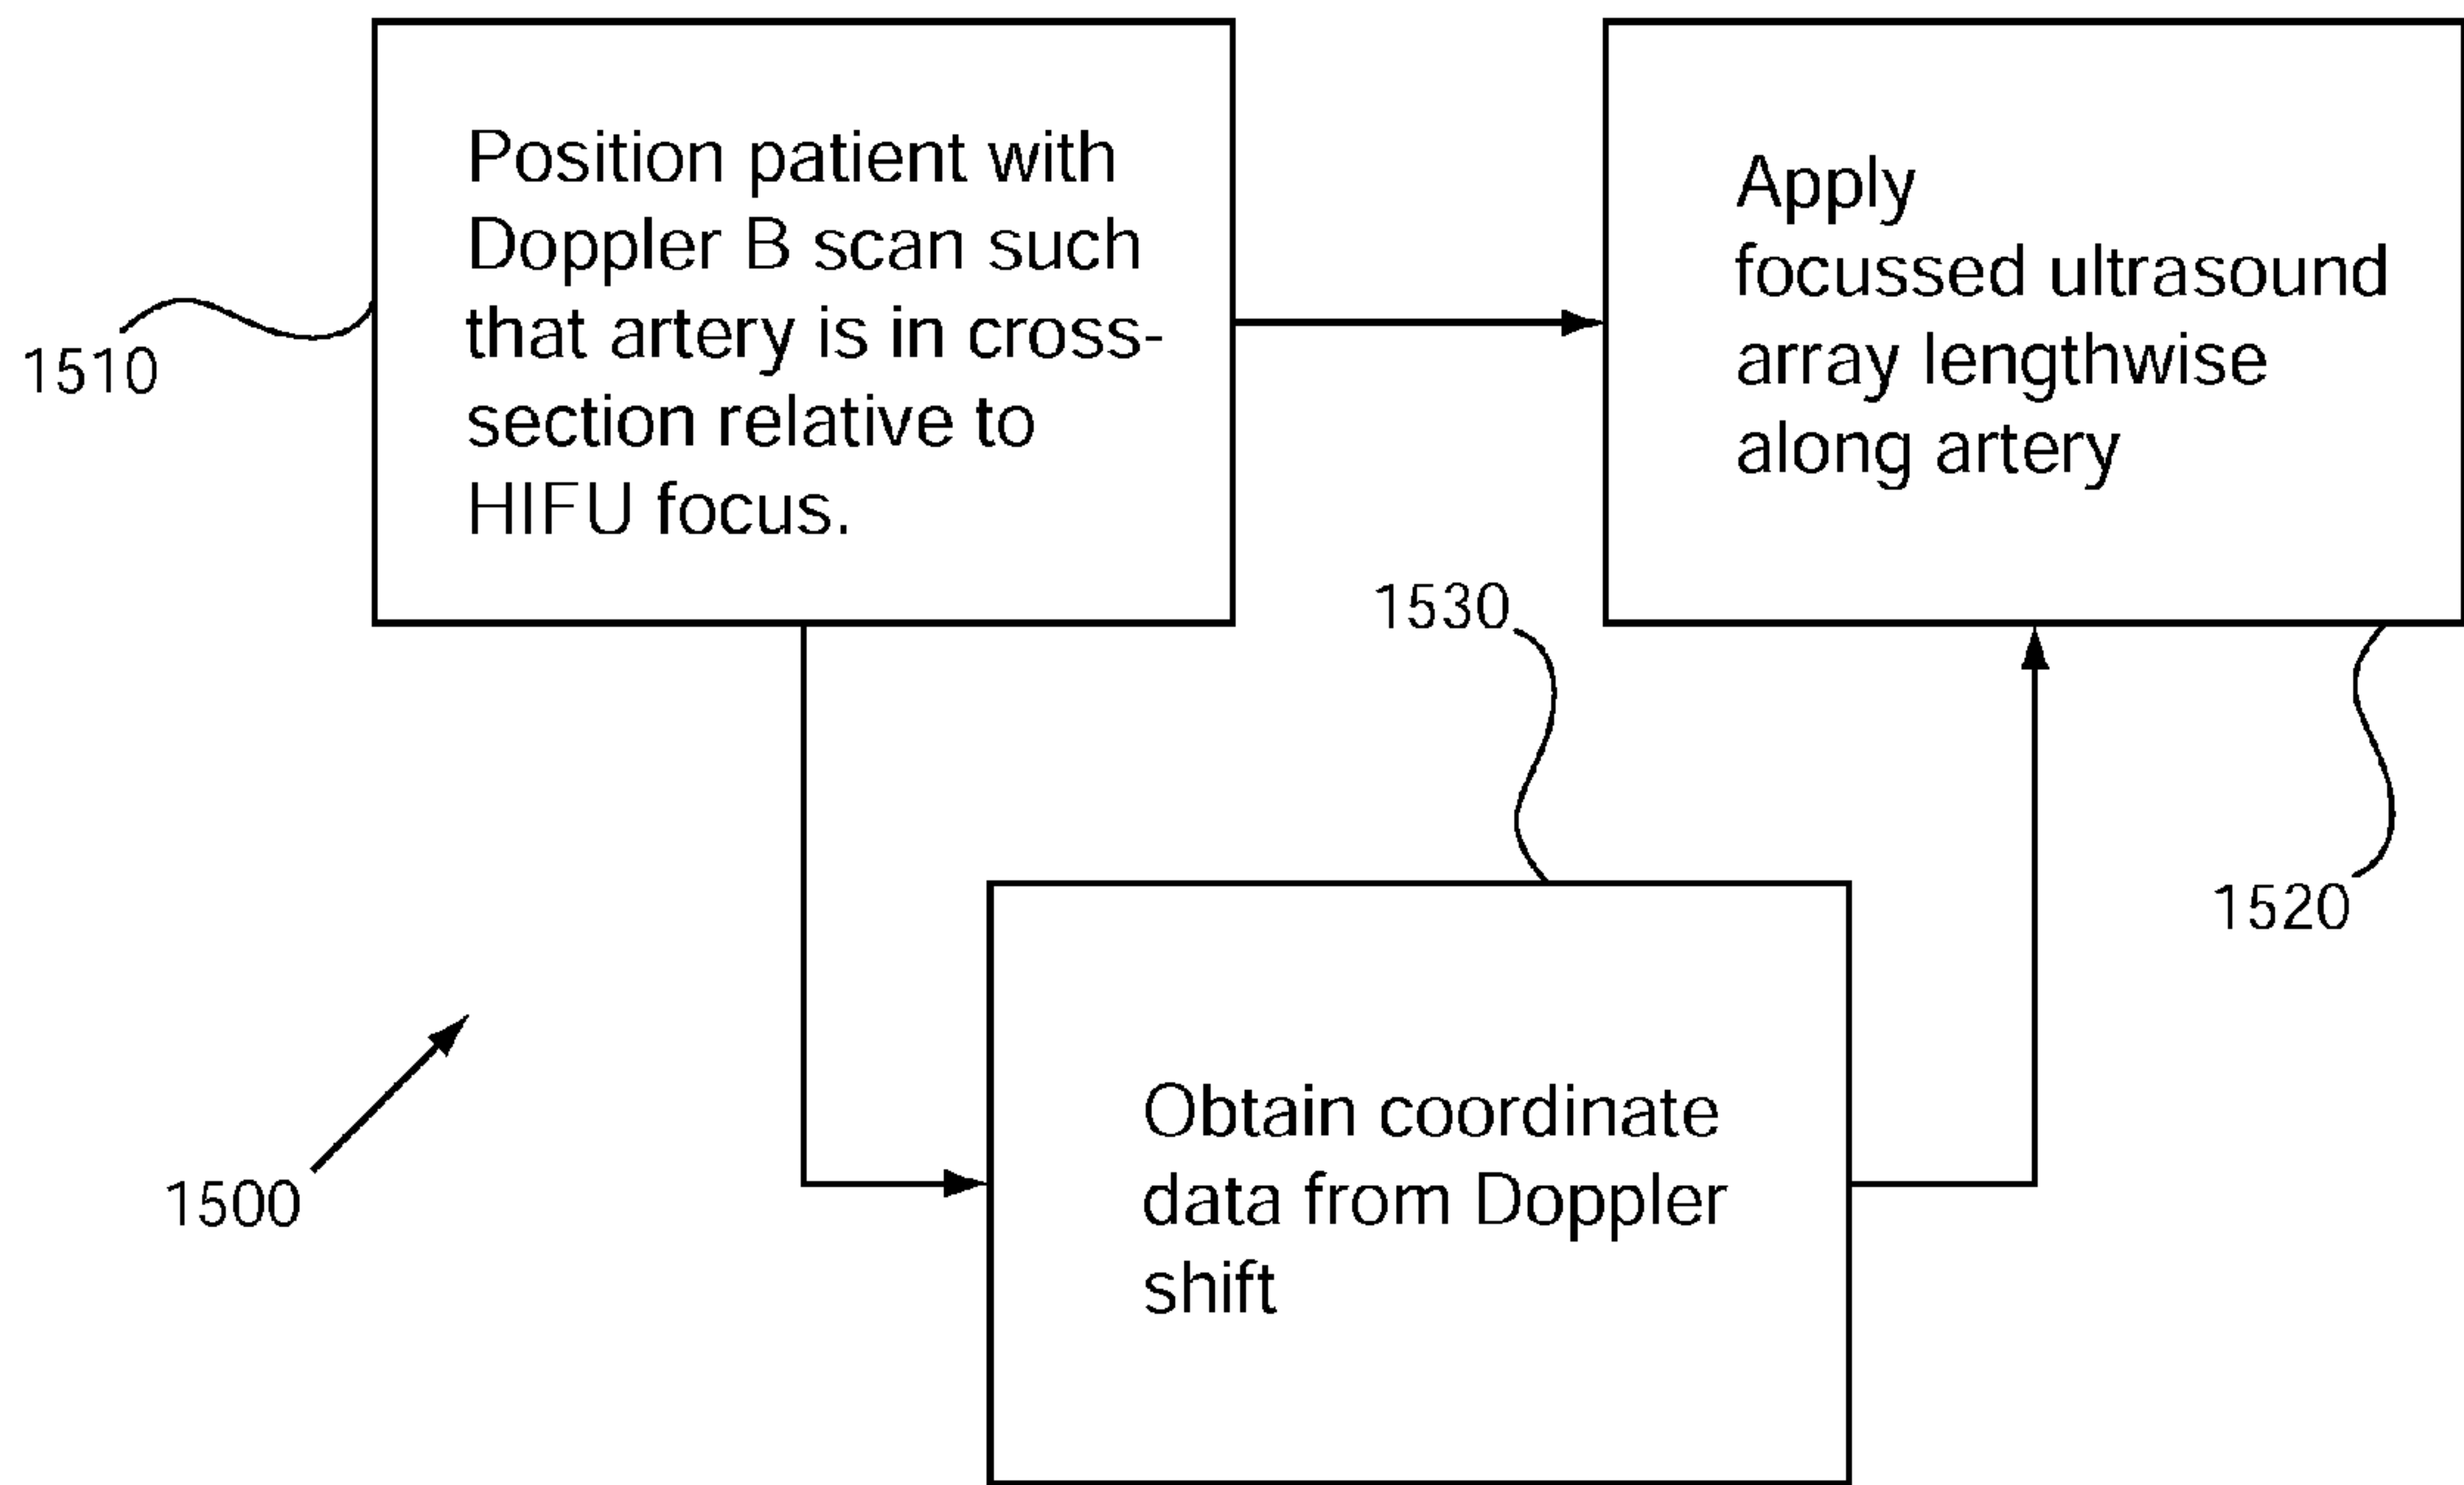 Position patient with
Doppler B scan such
that artery is in cross-
section relative to
HIFU focus.
1510
Apply
focussed ultrasound
array lengthwise
along artery
1520
1530
Obtain coordinate
data from Doppler
shift
1500